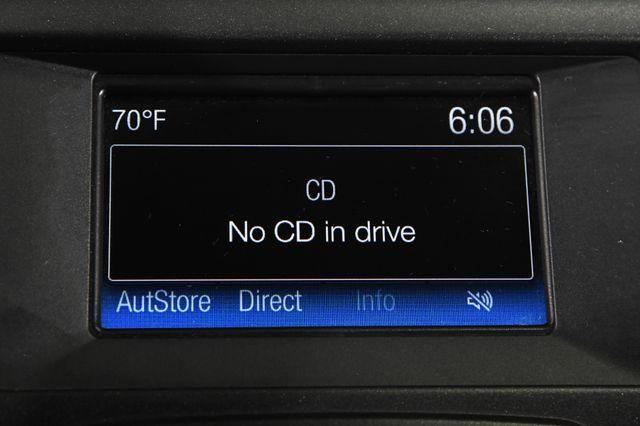 70°F 6:06
CD
No CD in drive
AutStore Direct Info